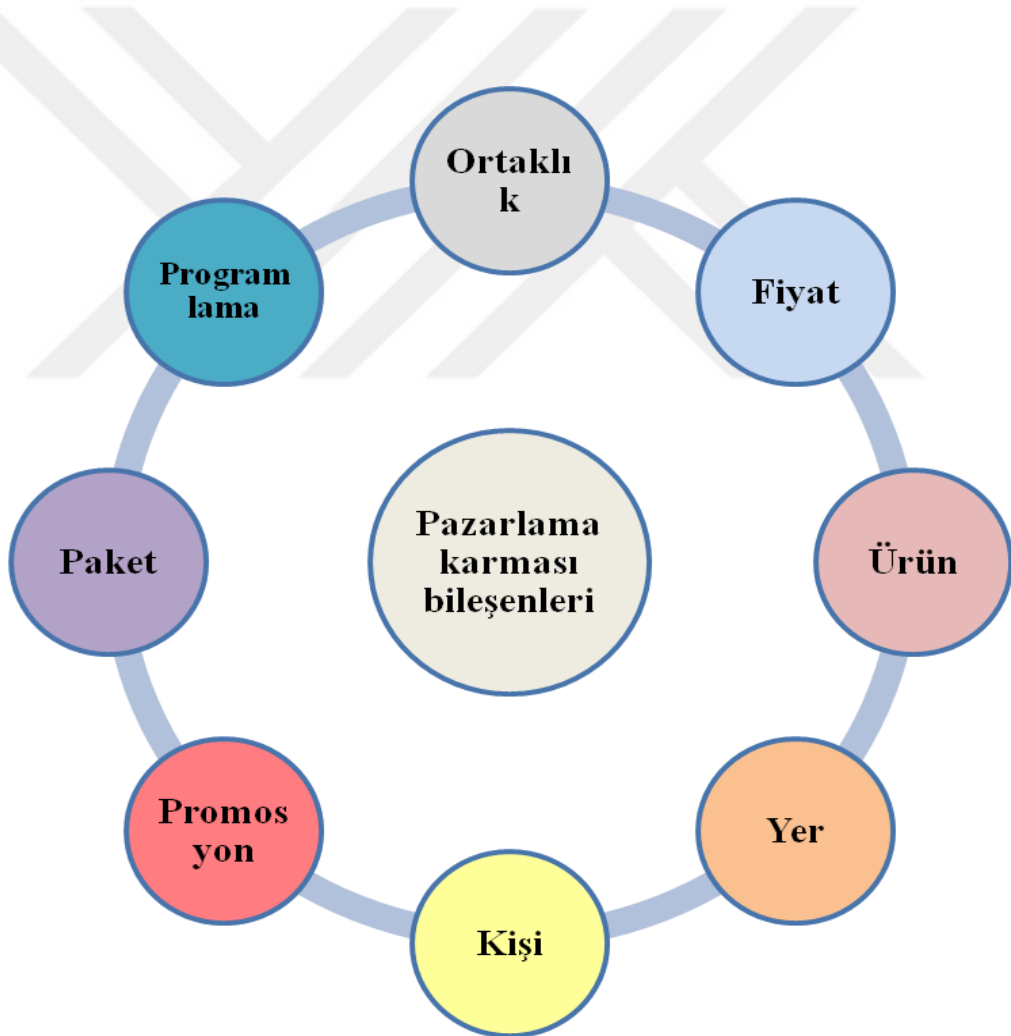 Ortaklı
k
Fiyat
Program
lama
Paket
Pazarlama
karması
bileşenleri
Ürün
Promos
yon
Yer
Kişi